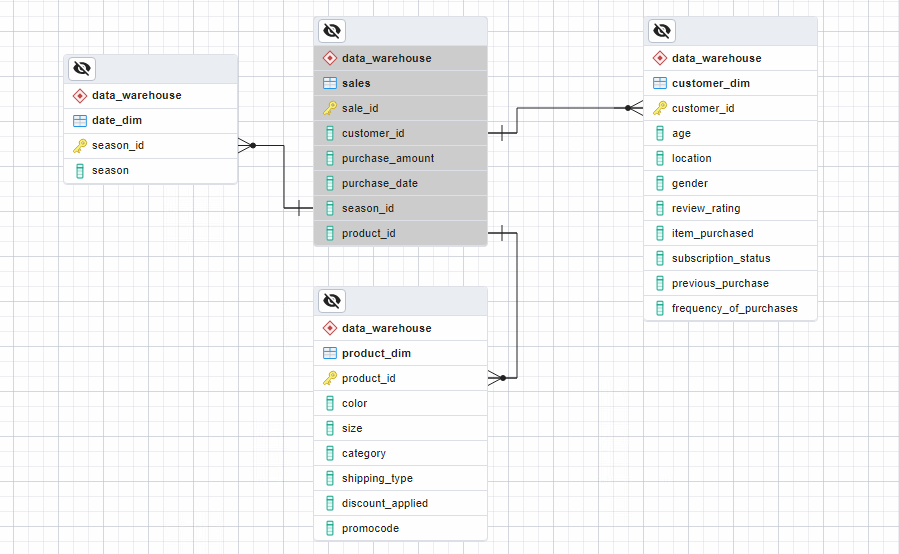 data_warehouse
date_dim
season_id
season
data_warehouse
sales
sale_id
customer_id
purchase_amount
purchase_date
season_id
product_id
data_warehouse
customer_dim
customer_id
age
location
gender
review_rating
item_purchased
subscription_status
previous_purchase
frequency_of_purchases
data_warehouse
product_dim
product_id
color
size
category
shipping_type
discount_applied
promocode